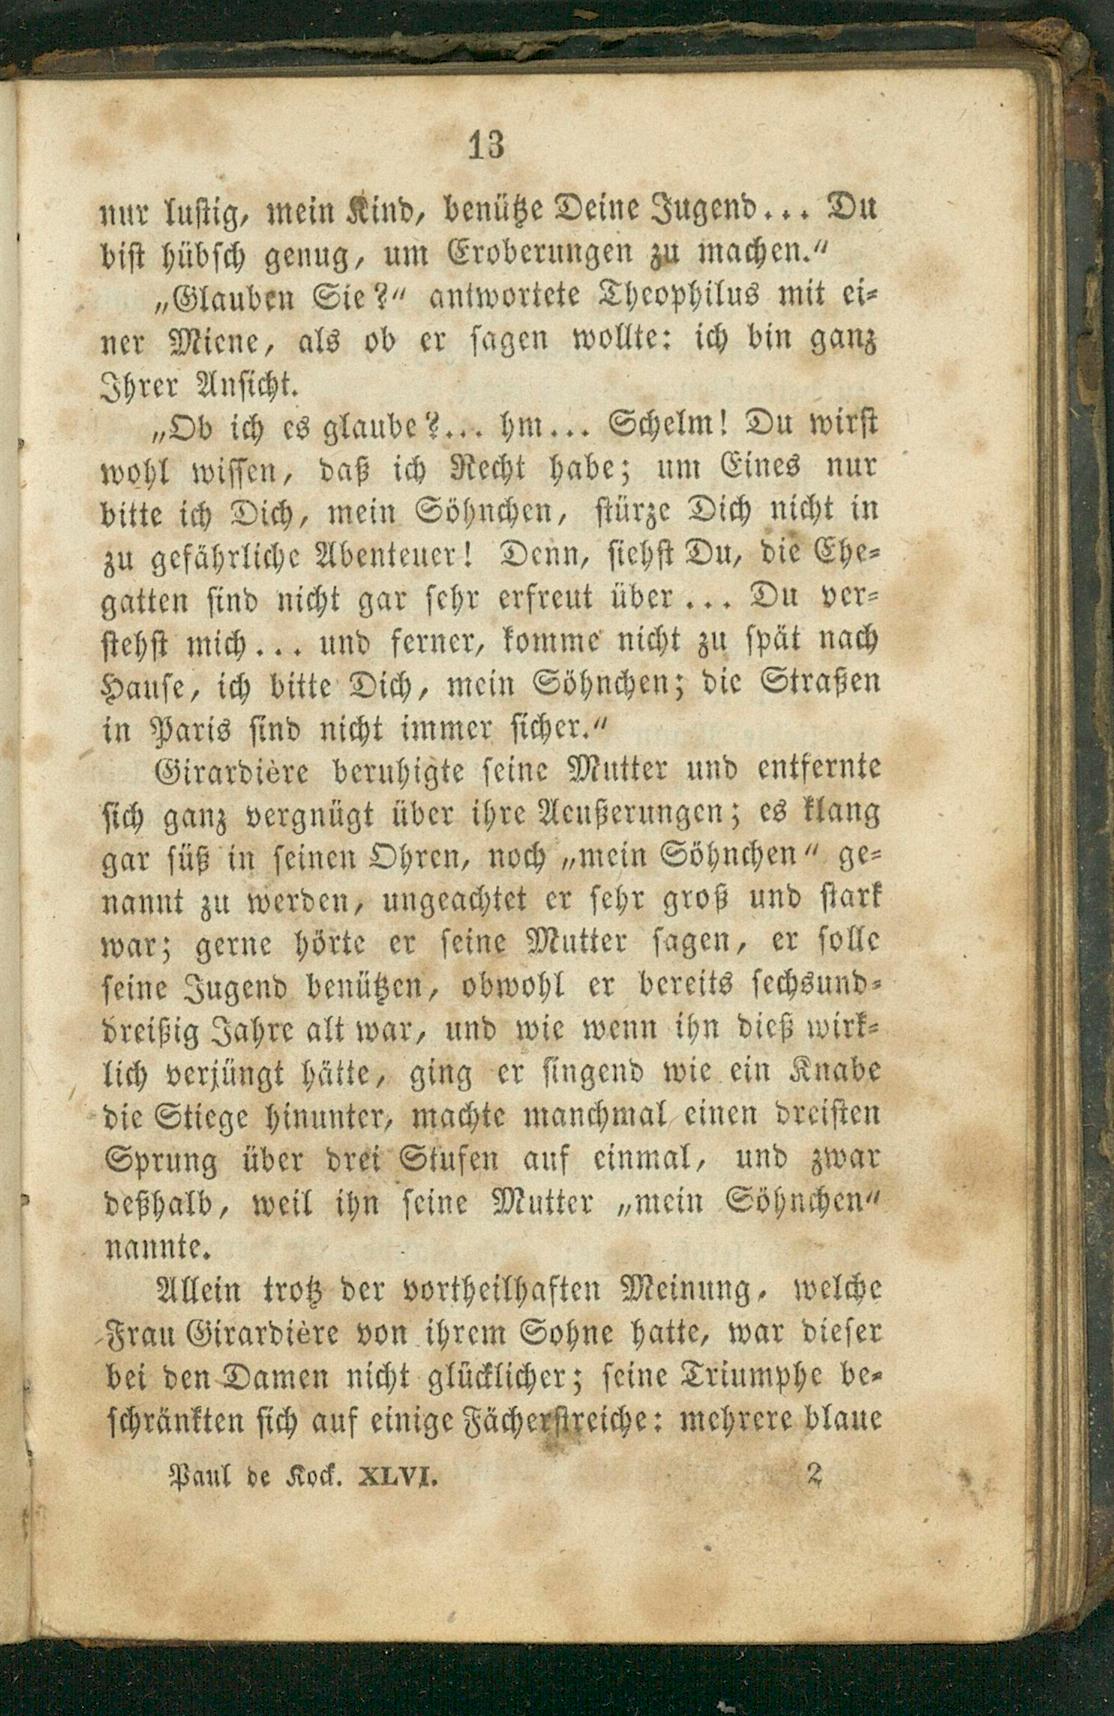 13
nur lustig, mein Kind, benütze Deine Jugend... Du
bist hübsch genug, um Eroberungen zu machen.“
„Glauben Sie?“ antwortete Theophilus mit ei-
ner Miene, als ob er sagen wollte: ich bin ganz
Ihrer Ansicht.
„Ob ich es glaube?... hm... Schelm! Du wirst
wohl wissen, daß ich Recht habe; um Eines nur
bitte ich Dich, mein Söhnchen, stürze Dich nicht in
zu gefährliche Abenteuer! Denn, siehst Du, die Ehe-
gatten sind nicht gar sehr erfreut über... Du ver-
stehst mich... und ferner, komme nicht zu spät nach
Hause, ich bitte Dich, mein Söhnchen; die Straßen
in Paris sind nicht immer sicher.“
Girardière beruhigte seine Mutter und entfernte
sich ganz vergnügt über ihre Aeußerungen; es klang
gar süß in seinen Ohren, noch „mein Söhnchen“ ge-
nannt zu werden, ungeachtet er sehr groß und stark
war; gerne hörte er seine Mutter sagen, er solle
seine Jugend benützen, obwohl er bereits sechsund-
dreißig Jahre alt war, und wie wenn ihn dieß wirk-
lich verjüngt hätte, ging er singend wie ein Knabe
die Stiege hinunter, machte manchmal einen dreisten
Sprung über drei Stufen auf einmal, und zwar
deßhalb, weil ihn seine Mutter „mein Söhnchen“
nannte.
Allein trotz der vortheilhaften Meinung, welche
Frau Girardière von ihrem Sohne hatte, war dieser
bei den Damen nicht glücklicher; seine Triumphe be-
schränkten sich auf einige Fächerstreiche: mehrere blaue
Paul de Kock. XLVI. 2